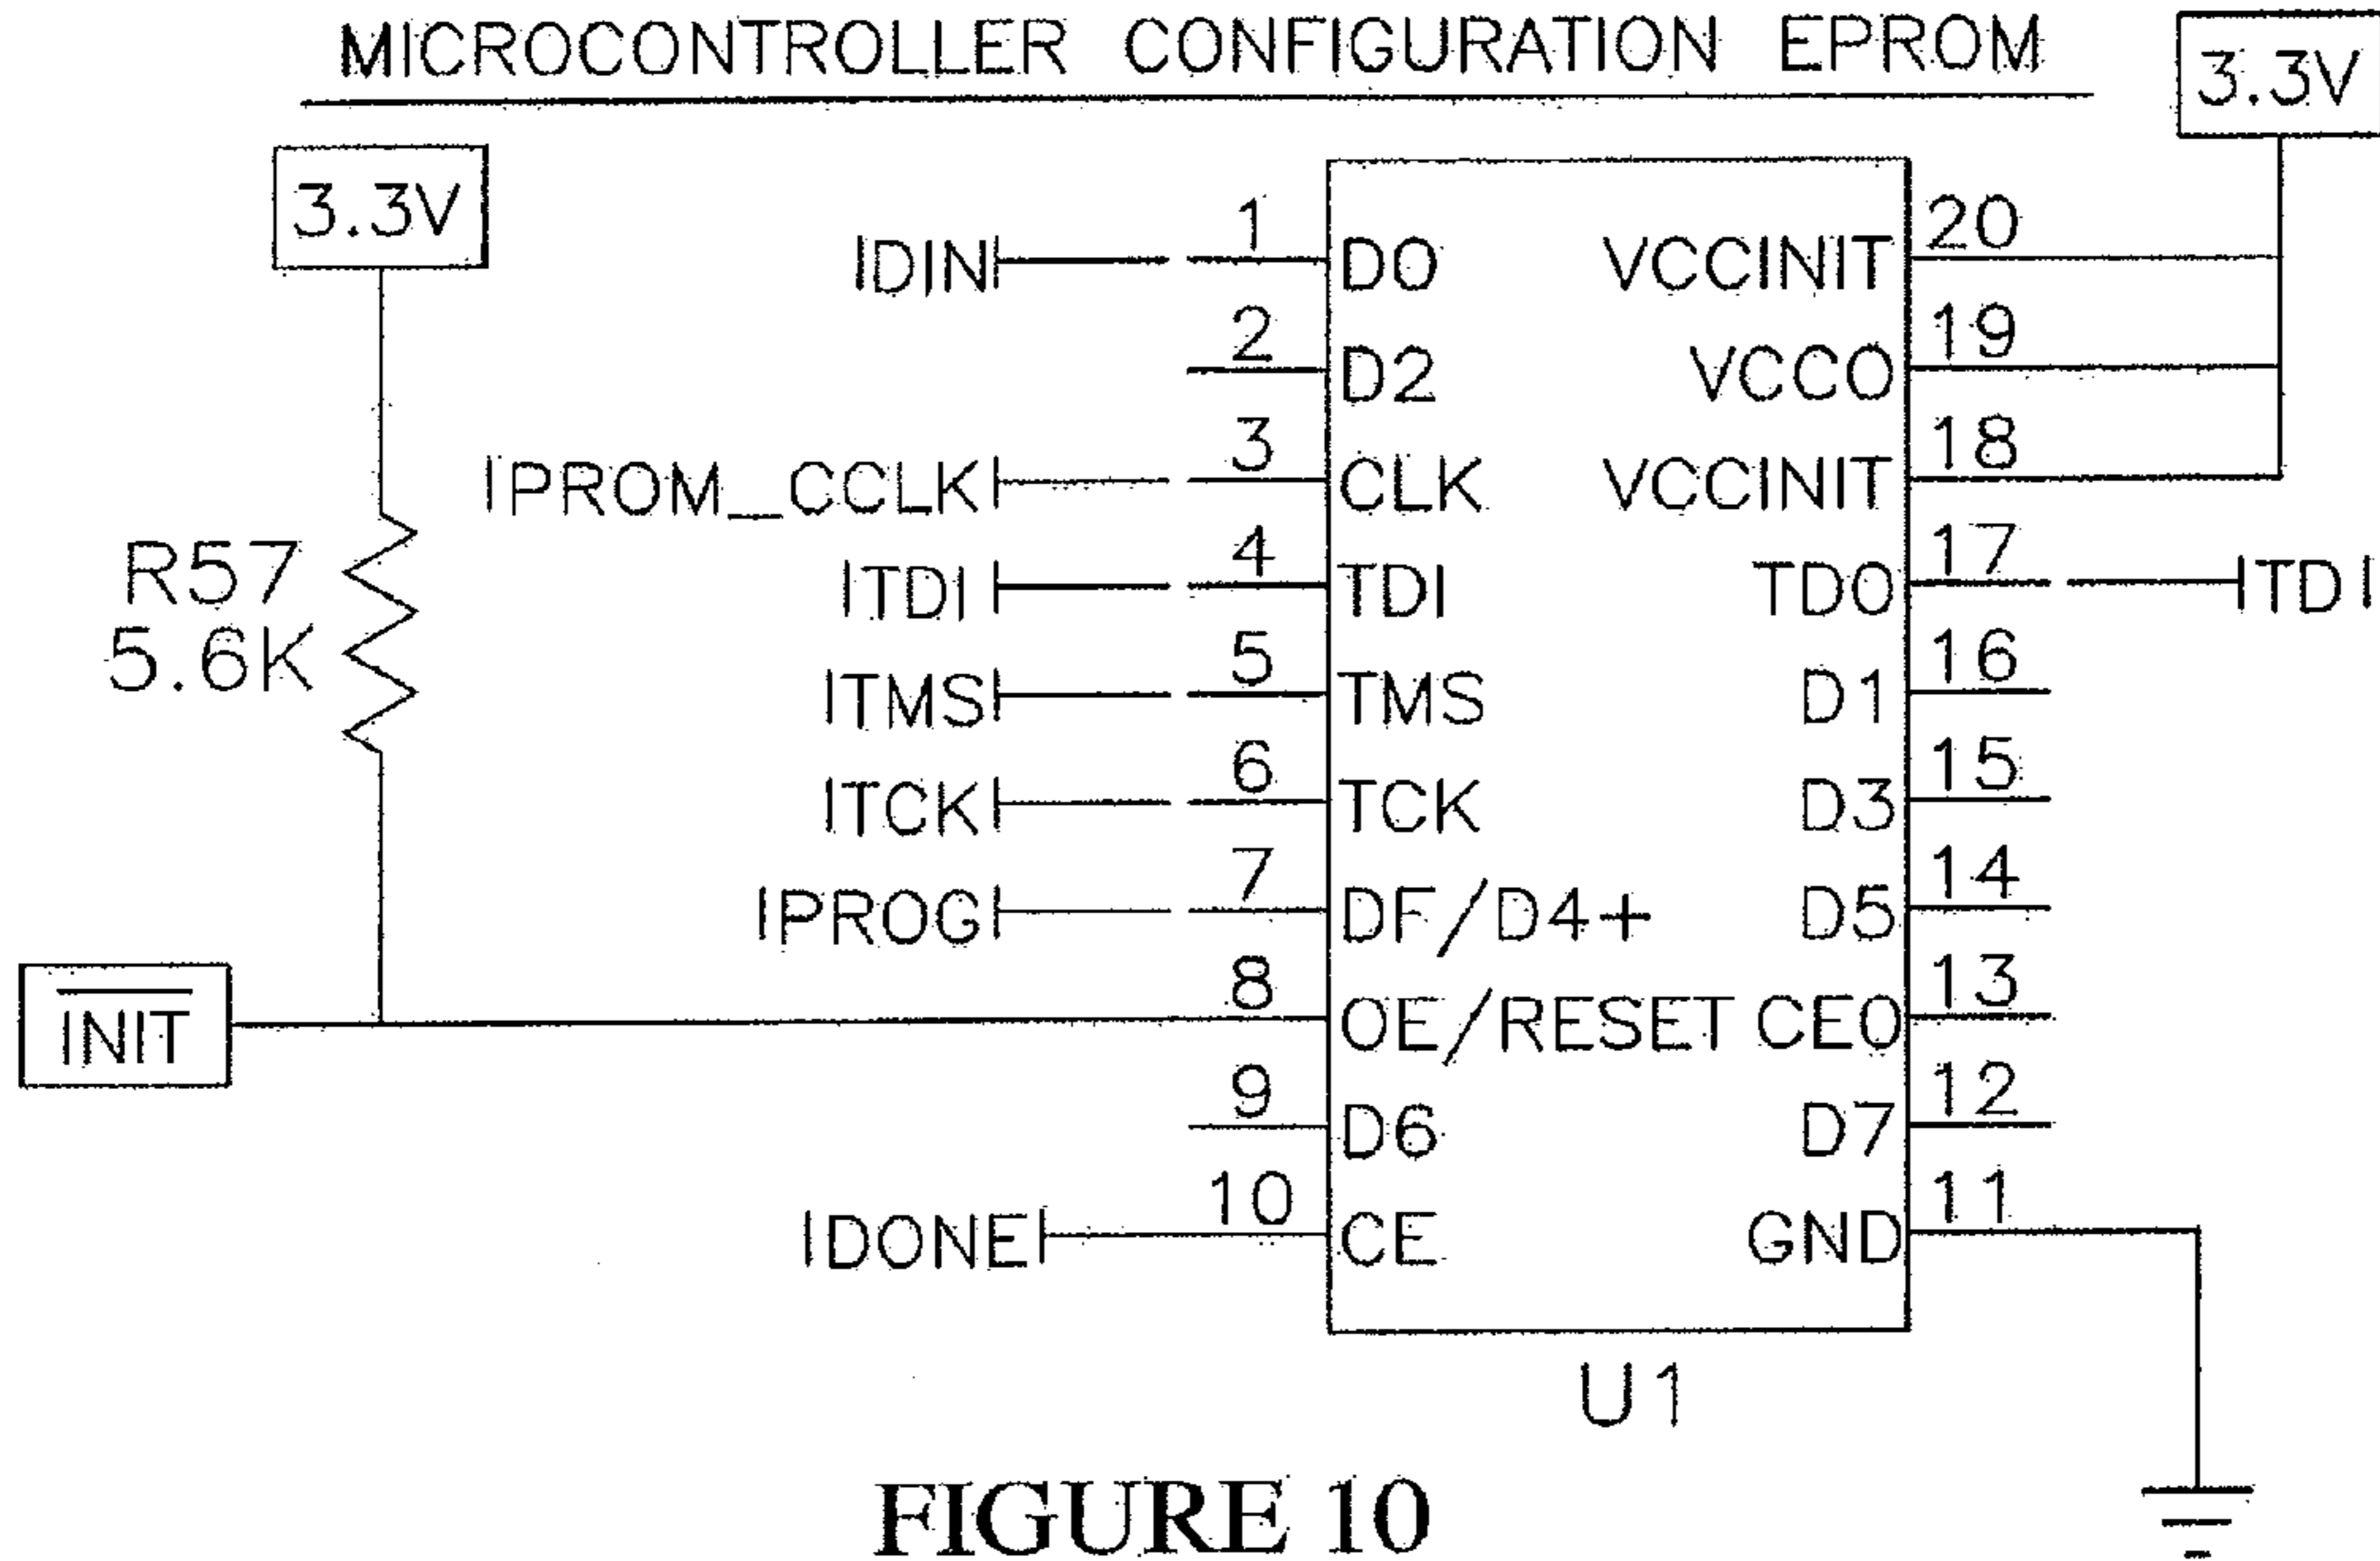 MICROCONTROLLER CONFIGURATION EPROM
3.3V
3.3V
R57
5.6K
INIT
DIN 1 D0
2 D2
PROM_CCLK 3 CLK
TDI 4 TDI
TMS 5 TMS
TCK 6 TCK
PROG 7 DF/D4+
8 OE/RESET
9 D6
DONE 10 CE
VCCINIT 20
VCCO 19
VCCINIT 18
TDO 17 TDI
D1 16
D3 15
D5 14
CEO 13
D7 12
GND 11
U1
FIGURE 10